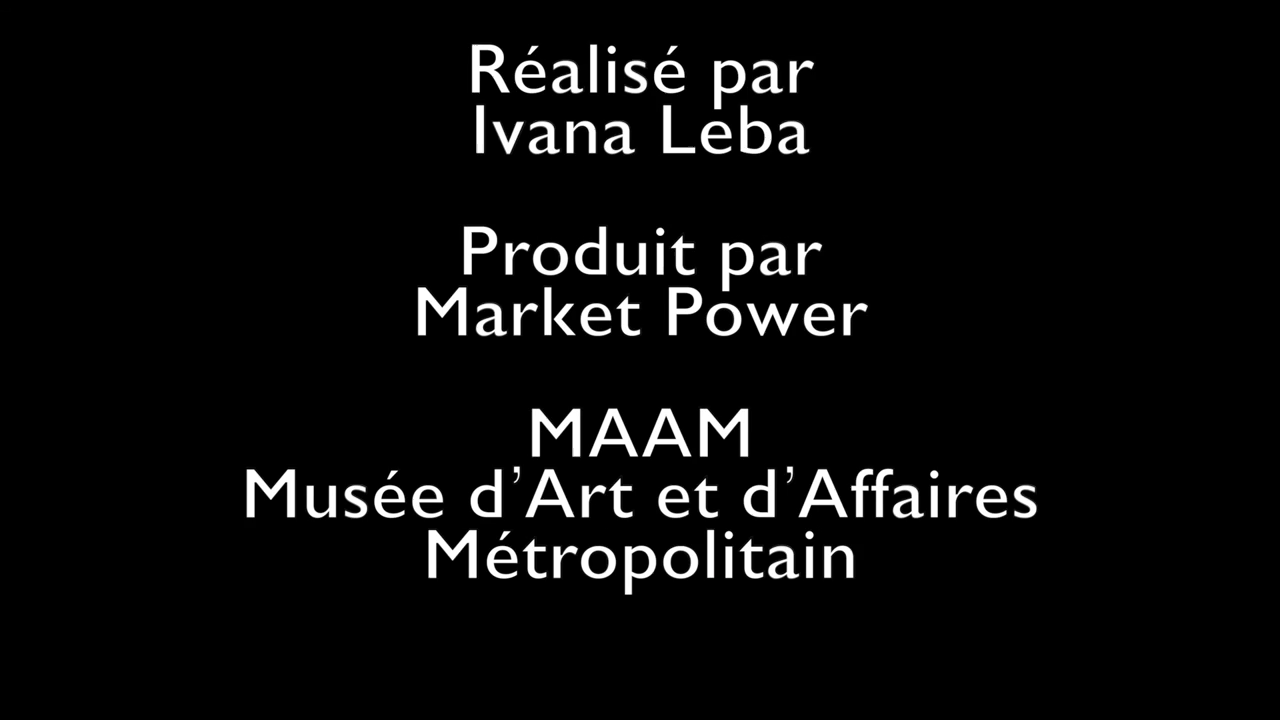 Réalisé par
Ivana Leba
Produit par
Market Power
MAAM
Musée d’Art et d’Affaires
Métropolitain